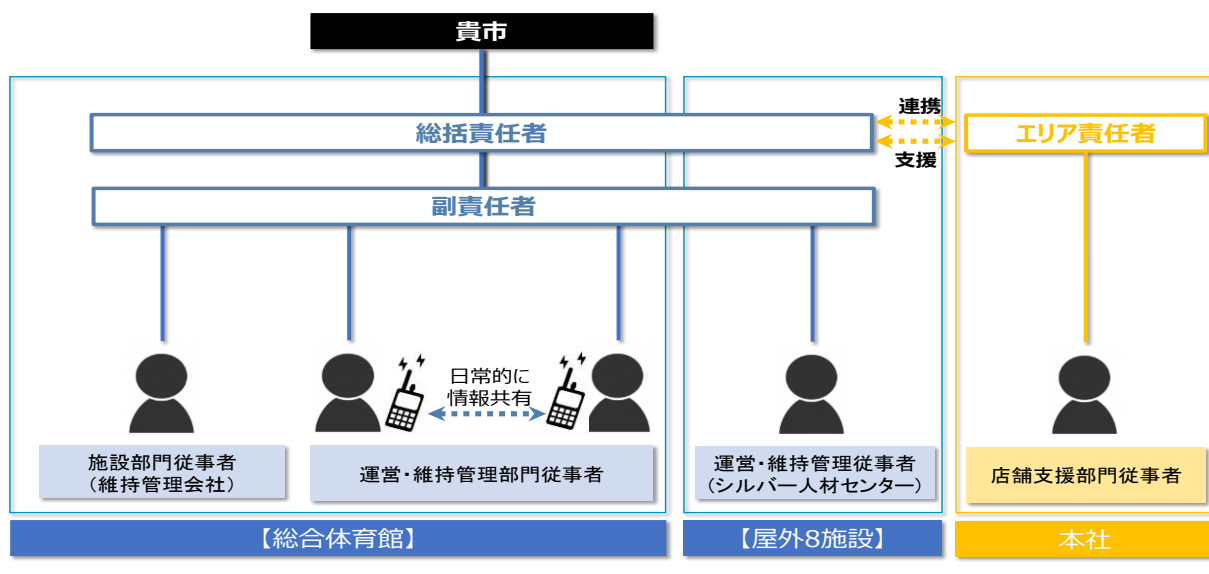 貴市
総括責任者
連携
支援
エリア責任者
副責任者
日常的に
情報共有
施設部門従事者
（維持管理会社）
運営・維持管理部門従事者
運営・維持管理従事者
（シルバー人材センター）
店舗支援部門従事者
【総合体育館】
【屋外8施設】
本社